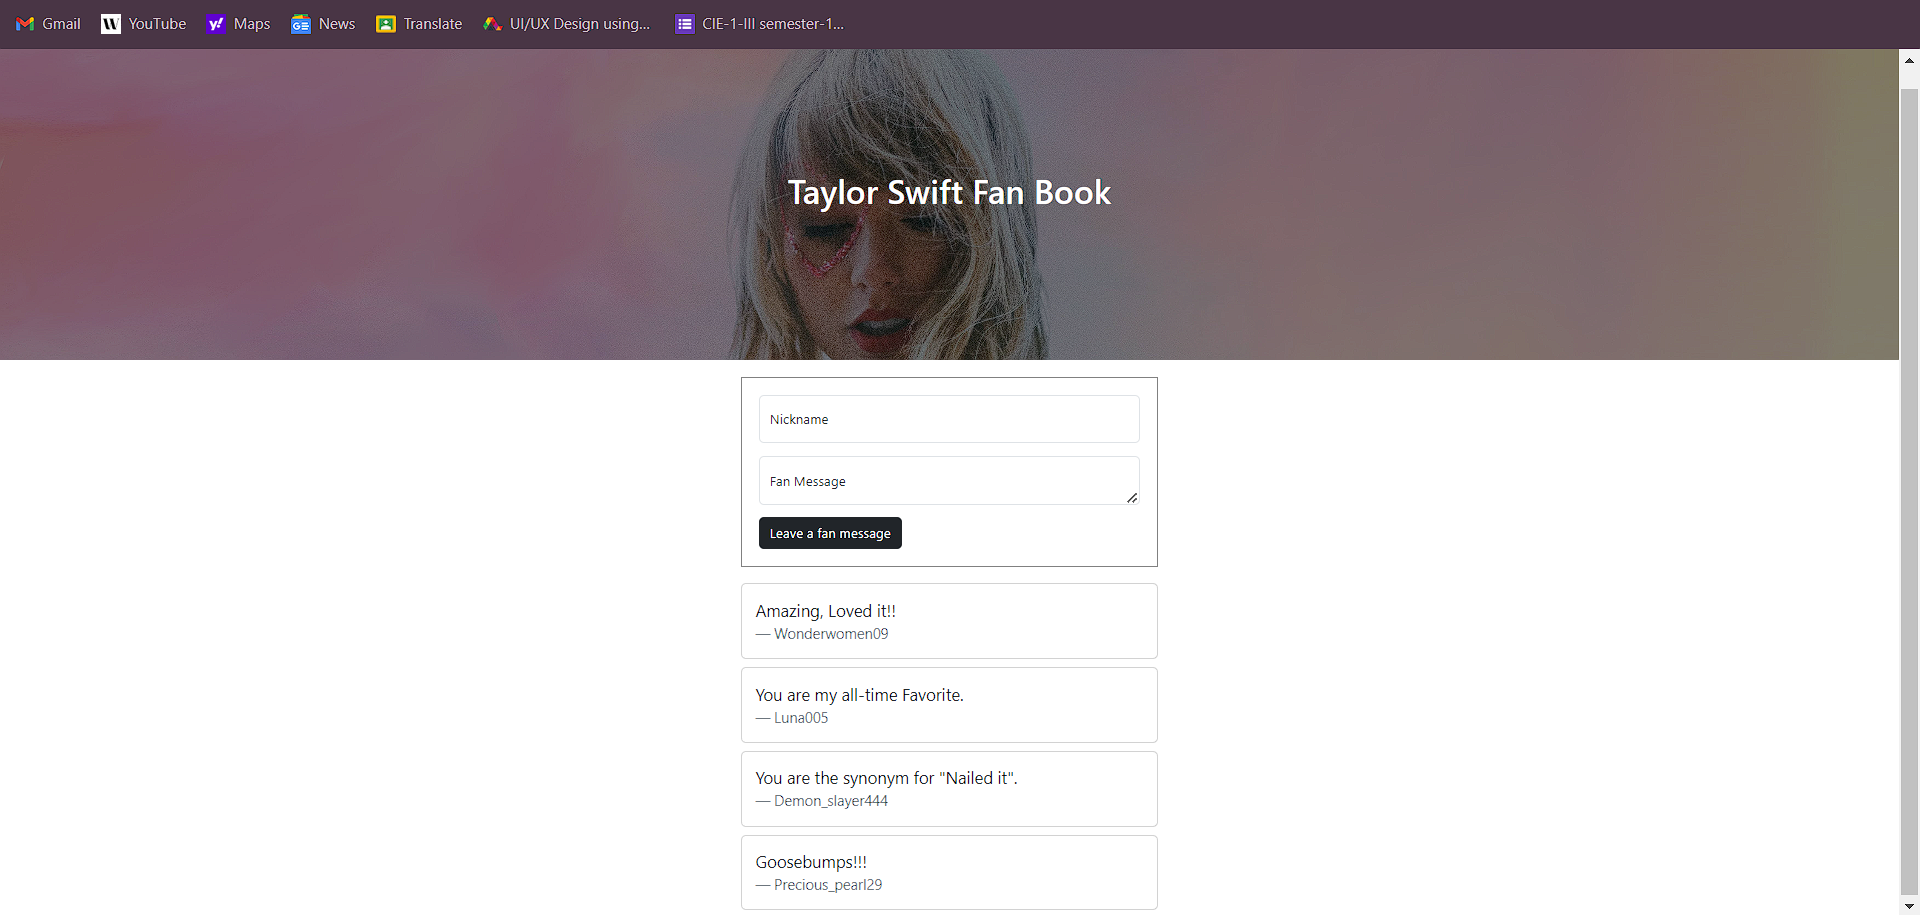 Gmail
YouTube
Maps
News
Translate
UI/UX Design using...
CIE-1-III semester-1...
Taylor Swift Fan Book
Nickname
Fan Message
Leave a fan message
Amazing, Loved it!!
— Wonderwomen09
You are my all-time Favorite.
— Luna005
You are the synonym for "Nailed it".
— Demon_slayer444
Goosebumps!!!
— Precious_pearl29